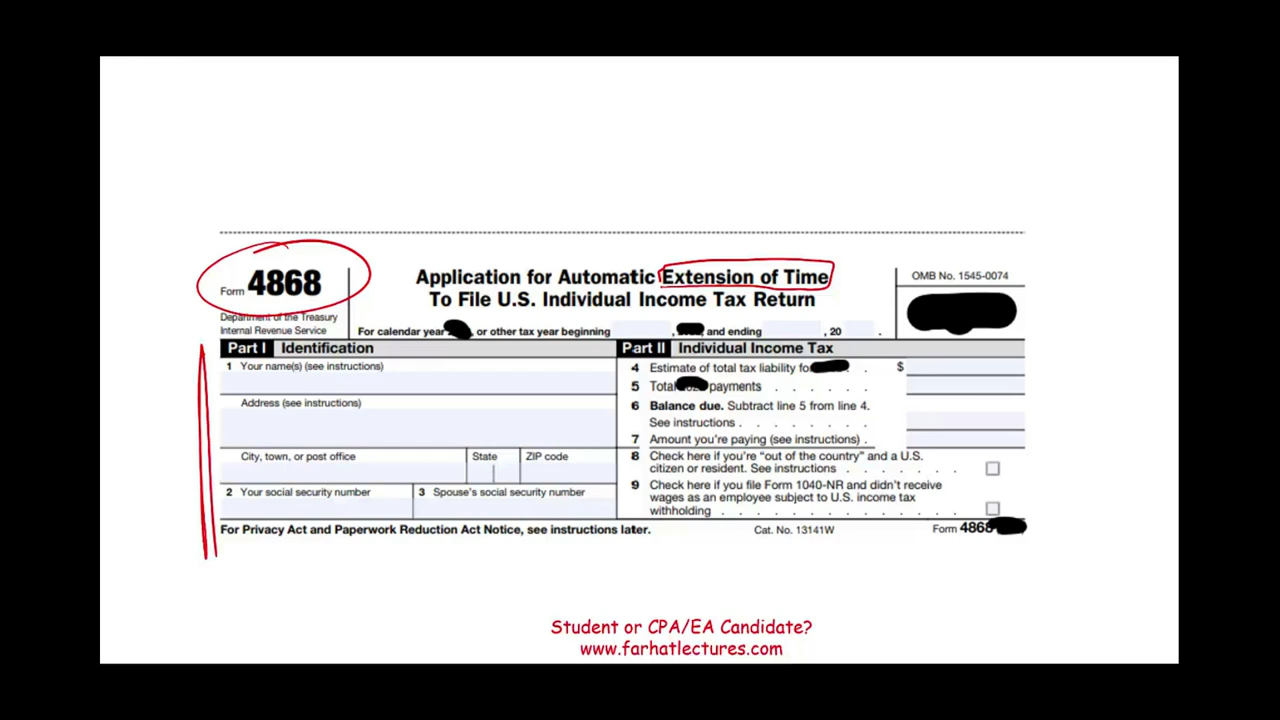 Form 4868
Department of the Treasury
Internal Revenue Service
Application for Automatic Extension of Time
To File U.S. Individual Income Tax Return
OMB No. 1545-0074
For calendar year , or other tax year beginning , and ending , 20 .
Part I Identification
1 Your name(s) (see instructions)
Address (see instructions)
City, town, or post office State ZIP code
2 Your social security number 3 Spouse's social security number
Part II Individual Income Tax
4 Estimate of total tax liability for . . $
5 Total payments . . . . . .
6 Balance due. Subtract line 5 from line 4.
See instructions . . . . . . . .
7 Amount you're paying (see instructions) .
8 Check here if you're "out of the country" and a U.S.
citizen or resident. See instructions . . . . . . .
9 Check here if you file Form 1040-NR and didn't receive
wages as an employee subject to U.S. income tax
withholding . . . . . . . . . . . . .
For Privacy Act and Paperwork Reduction Act Notice, see instructions later. Cat. No. 13141W Form 4868
Student or CPA/EA Candidate?
www.farhatlectures.com